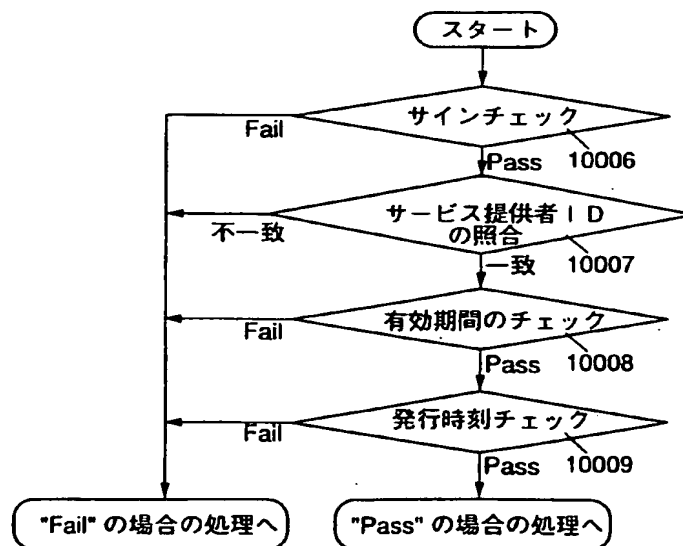 スタート
サインチェック
Fail
Pass
10006
サービス提供者ID
の照合
不一致
一致
10007
有効期間のチェック
Fail
Pass
10008
発行時刻チェック
Fail
Pass
10009
"Fail" の場合の処理へ
"Pass" の場合の処理へ